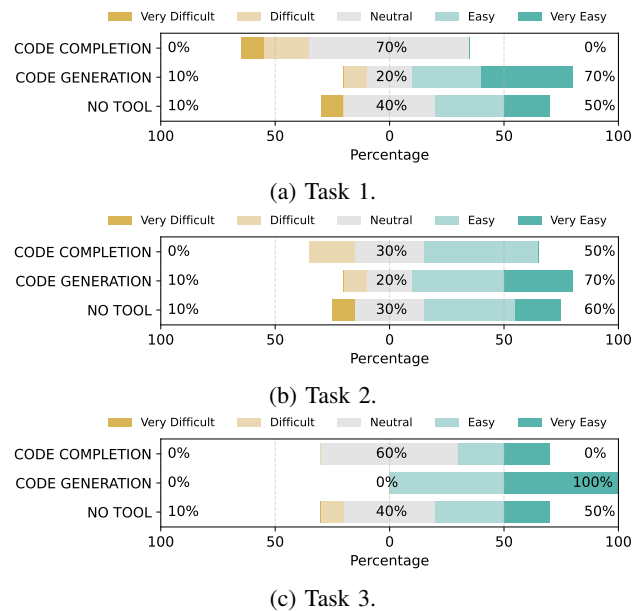 Very Difficult Difficult Neutral Easy Very Easy
CODE COMPLETION 0% 70% 0%
CODE GENERATION 10% 20% 70%
NO TOOL 10% 40% 50%
100 50 0 50 100
Percentage
(a) Task 1.
Very Difficult Difficult Neutral Easy Very Easy
CODE COMPLETION 0% 30% 50%
CODE GENERATION 10% 20% 70%
NO TOOL 10% 30% 60%
100 50 0 50 100
Percentage
(b) Task 2.
Very Difficult Difficult Neutral Easy Very Easy
CODE COMPLETION 0% 60% 0%
CODE GENERATION 0% 0% 100%
NO TOOL 10% 40% 50%
100 50 0 50 100
Percentage
(c) Task 3.